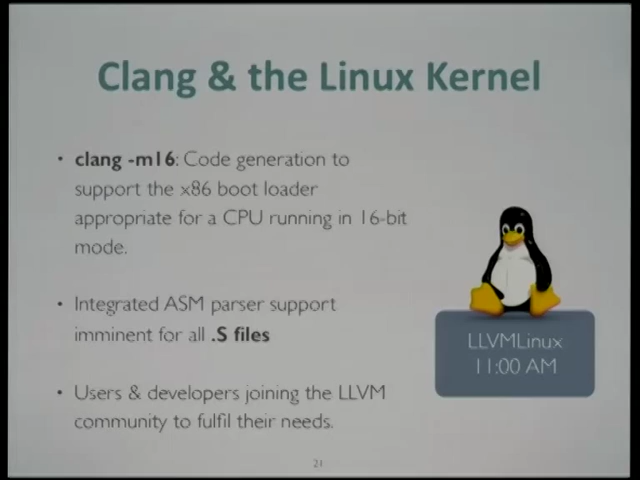 Clang & the Linux Kernel
• clang -m16: Code generation to
support the x86 boot loader
appropriate for a CPU running in 16-bit
mode.
• Integrated ASM parser support
imminent for all .S files
• Users & developers joining the LLVM
community to fulfil their needs.
LLVMLinux
11:00 AM
21